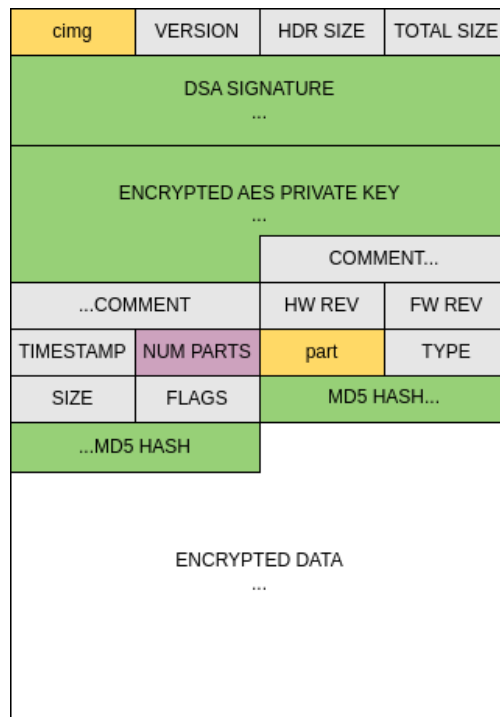 cimg VERSION HDR SIZE TOTAL SIZE
DSA SIGNATURE
...
ENCRYPTED AES PRIVATE KEY
...
COMMENT...
...COMMENT HW REV FW REV
TIMESTAMP NUM PARTS part TYPE
SIZE FLAGS MD5 HASH...
...MD5 HASH
ENCRYPTED DATA
...